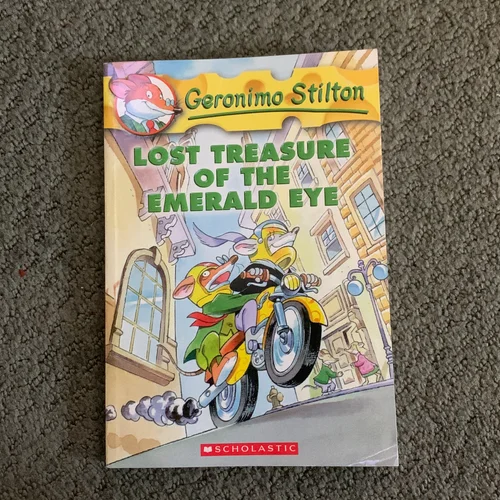 Geronimo Stilton
LOST TREASURE
OF THE
EMERALD EYE
SCHOLASTIC